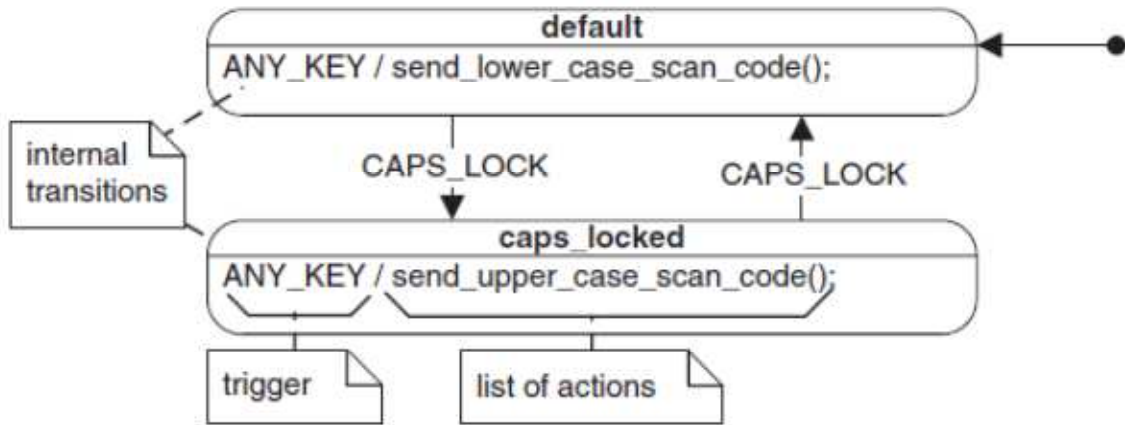 default
ANY_KEY / send_lower_case_scan_code();
internal
transitions
CAPS_LOCK
CAPS_LOCK
caps_locked
ANY_KEY / send_upper_case_scan_code();
trigger
list of actions